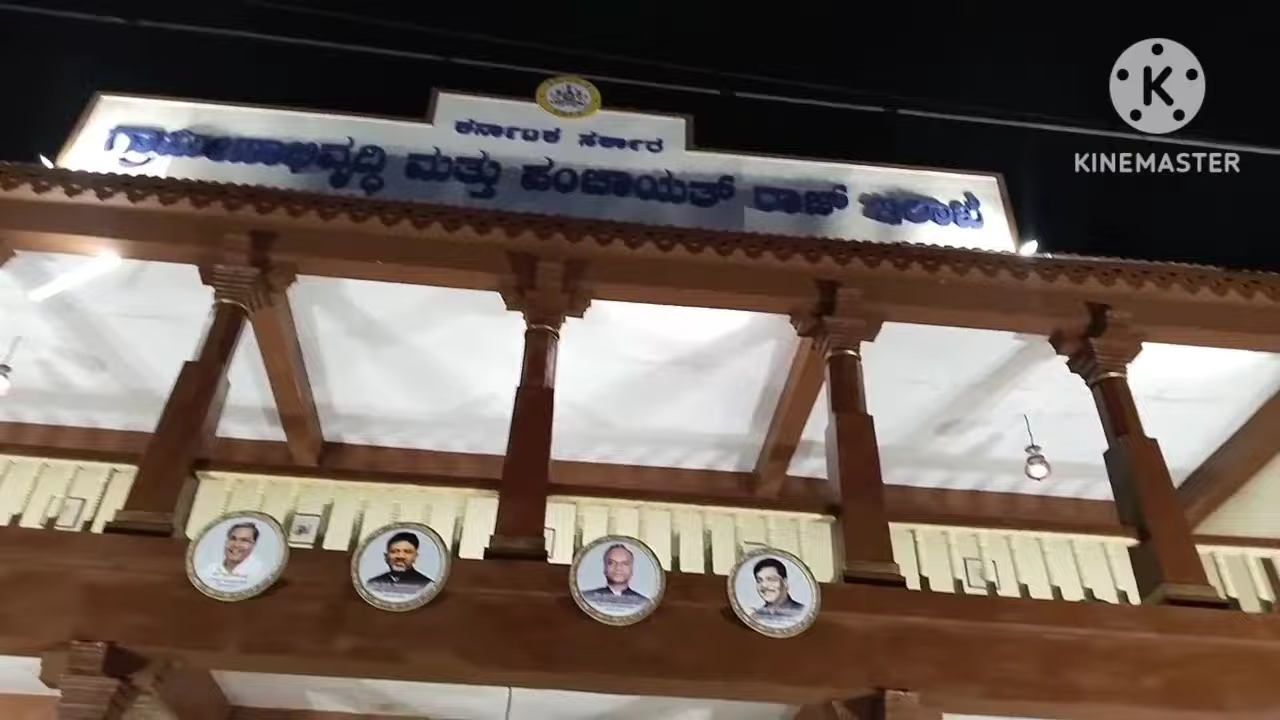 ಕರ್ನಾಟಕ ಸರ್ಕಾರ
ಗ್ರಾಮೀಣಾಭಿವೃದ್ಧಿ ಮತ್ತು ಪಂಚಾಯತ್ ರಾಜ್ ಇಲಾಖೆ
K
KINEMASTER